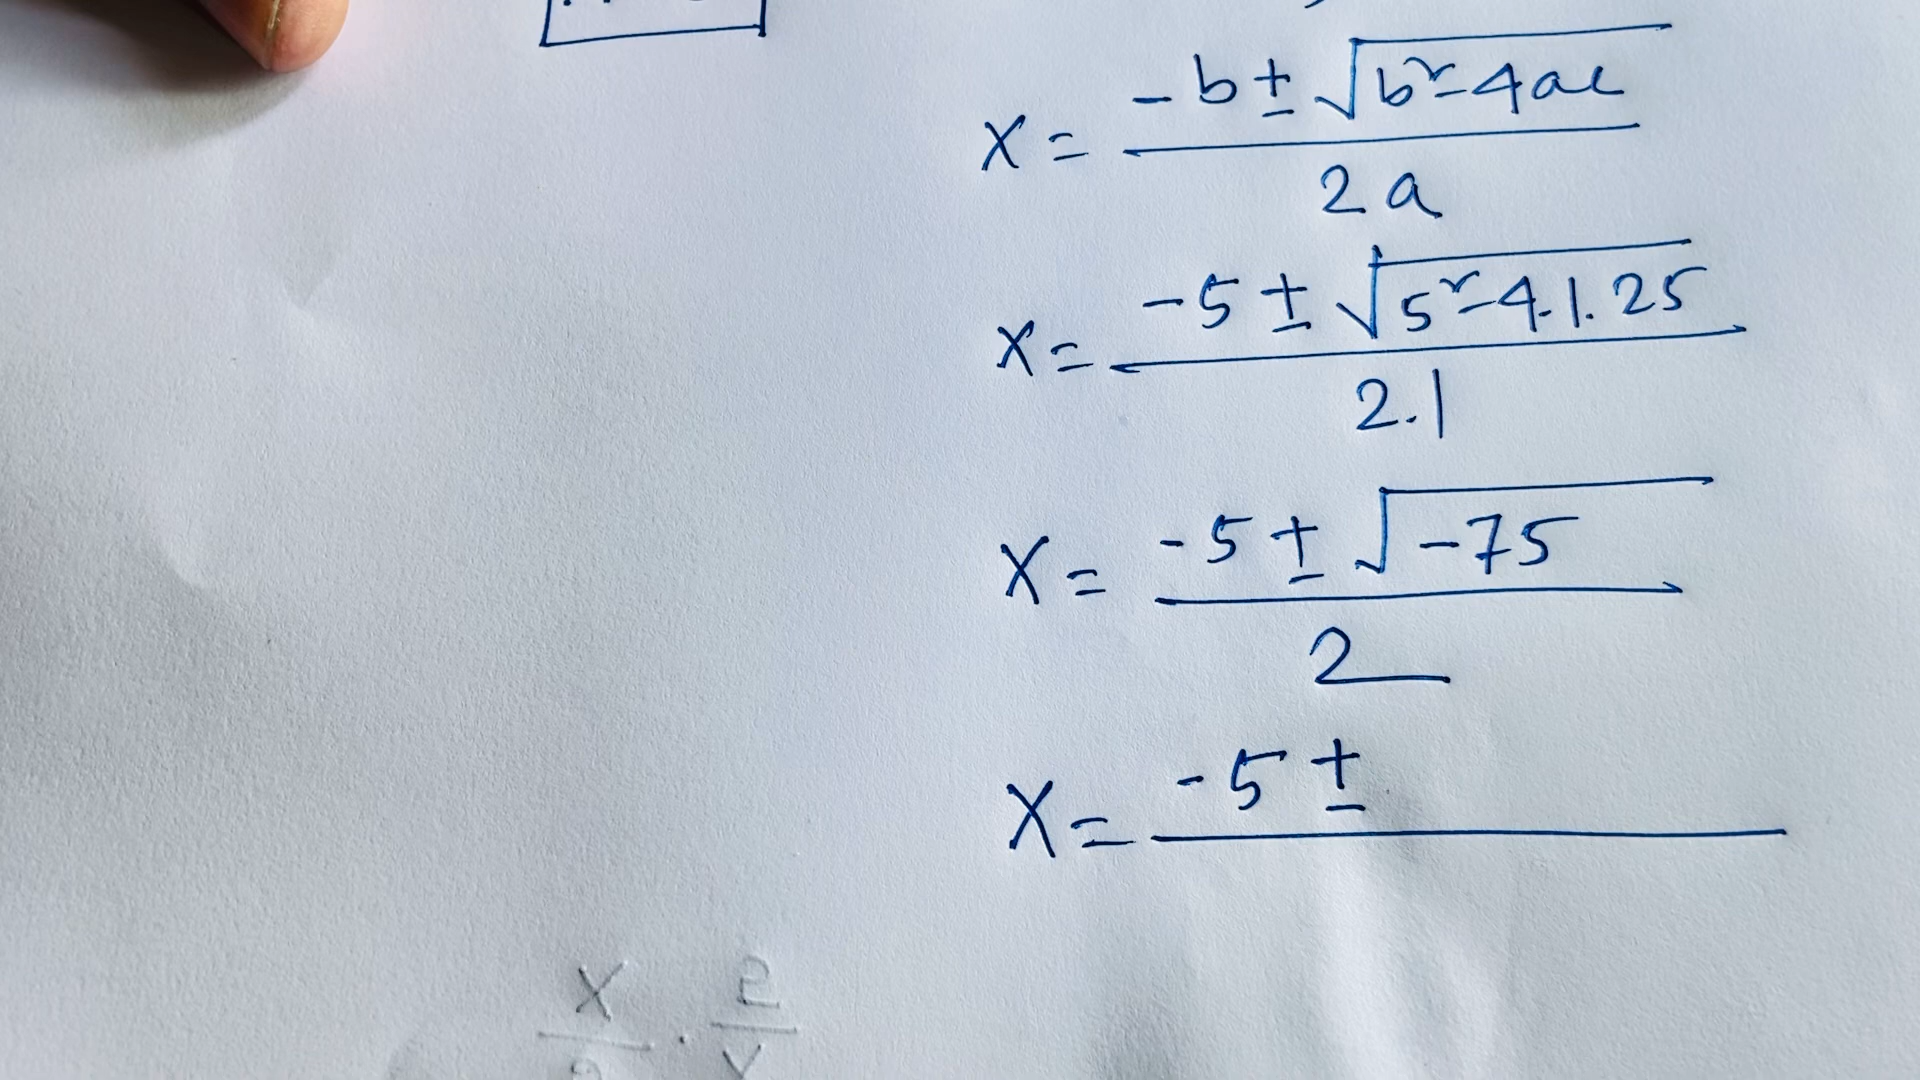 x = -b ± √b²-4ac / 2a
x = -5 ± √5²-4.1.25 / 2.1
x = -5 ± √-75 / 2
x = -5 ±